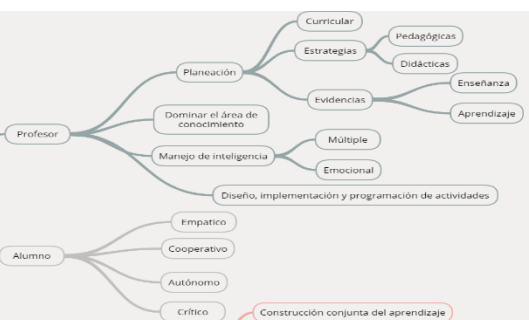 Curricular
Pedagógicas
Estrategias
Didácticas
Planeación
Enseñanza
Evidencias
Aprendizaje
Dominar el área de
conocimiento
Profesor
Múltiple
Manejo de inteligencia
Emocional
Diseño, implementación y programación de actividades
Empatico
Cooperativo
Alumno
Autónomo
Crítico
Construcción conjunta del aprendizaje